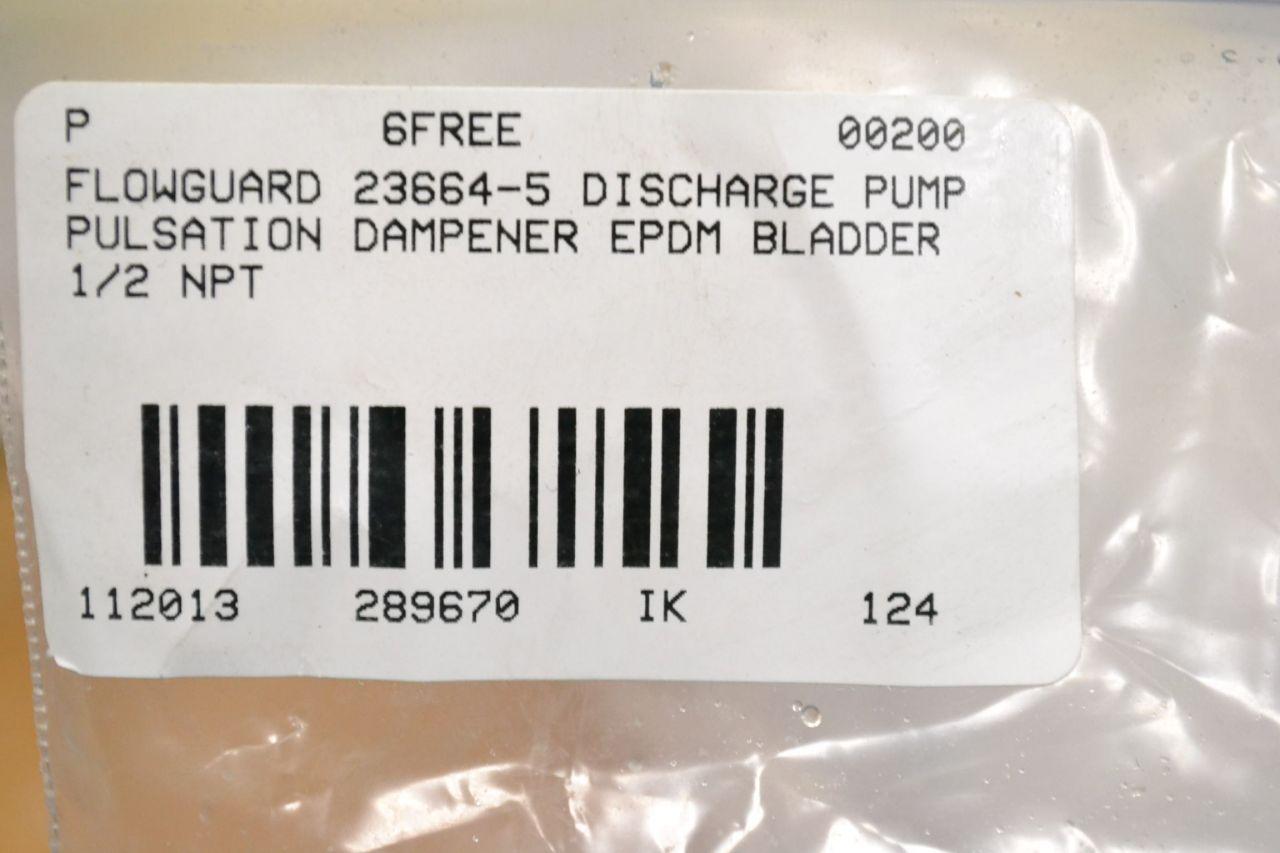 P 6FREE 00200
FLOWGUARD 23664-5 DISCHARGE PUMP
PULSATION DAMPENER EPDM BLADDER
1/2 NPT
112013 289670 IK 124